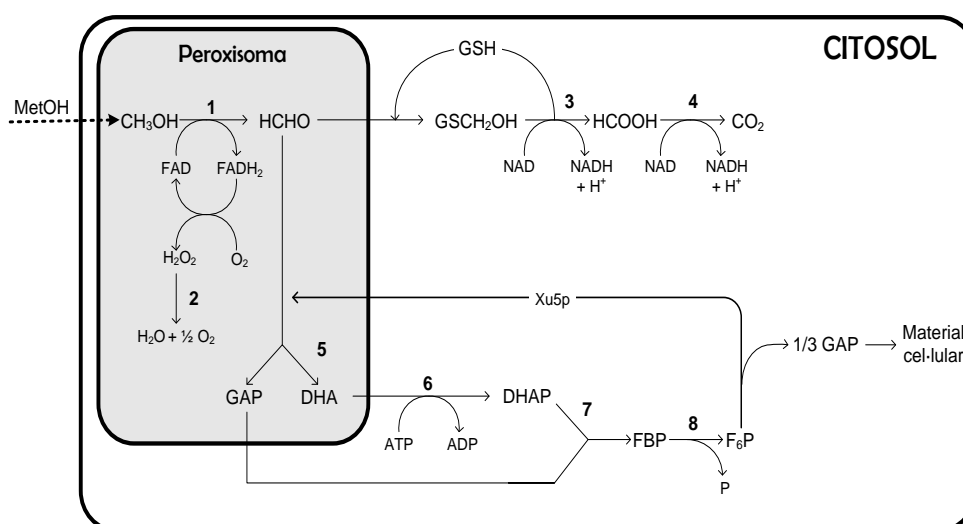 CITOSOL
Peroxisoma
GSH
MetOH
1
3
4
CH₃OH
HCHO
GSCH₂OH
HCOOH
CO₂
FAD
FADH₂
NAD
NADH
+ H⁺
NAD
NADH
+ H⁺
H₂O₂
O₂
2
Xu5p
H₂O + ½ O₂
1/3 GAP
Material
cel·lular
5
GAP
DHA
6
DHAP
7
ATP
ADP
FBP
8
F₆P
P